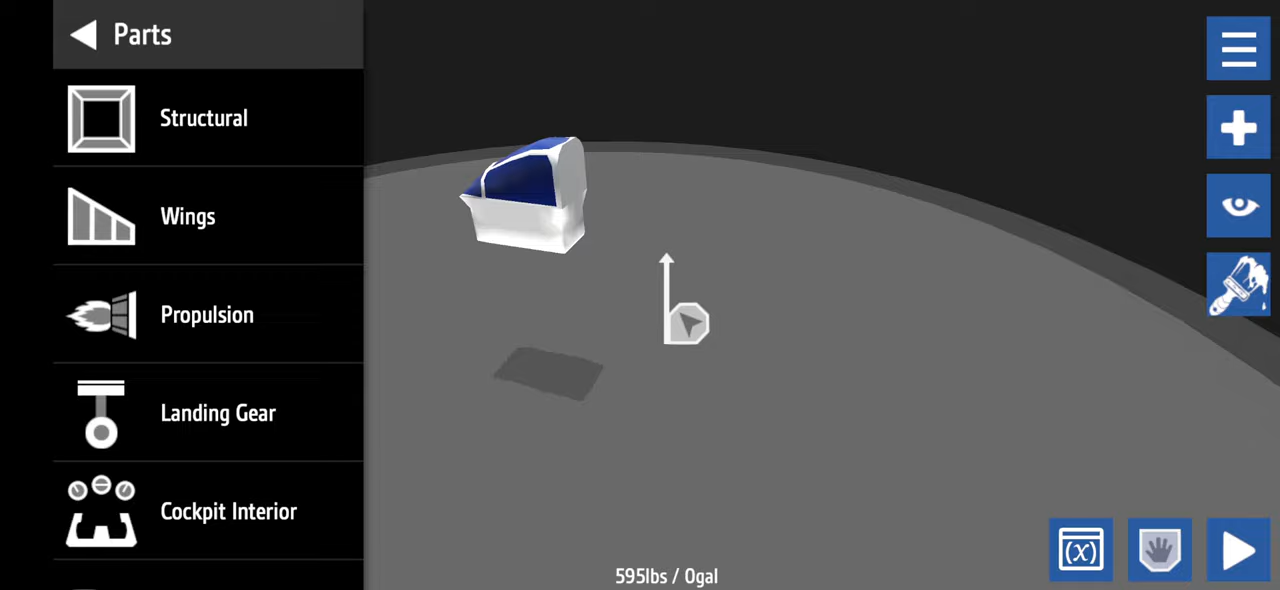 Parts
Structural
Wings
Propulsion
Landing Gear
Cockpit Interior
(x)
595lbs / 0gal